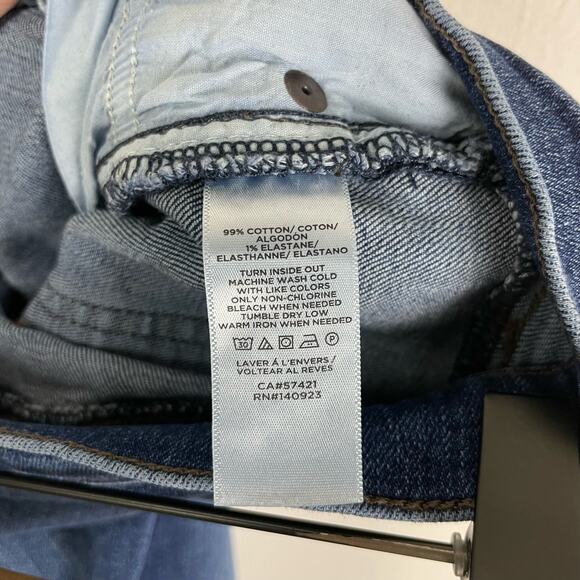 99% COTTON/ COTON/
ALGODÓN
1% ELASTANE/
ELASTHANNE/ ELASTANO
TURN INSIDE OUT
MACHINE WASH COLD
WITH LIKE COLORS
ONLY NON-CHLORINE
BLEACH WHEN NEEDED
TUMBLE DRY LOW
WARM IRON WHEN NEEDED
30 P
LAVER Á L'ENVERS/
VOLTEAR AL REVES
CA#57421
RN#140923